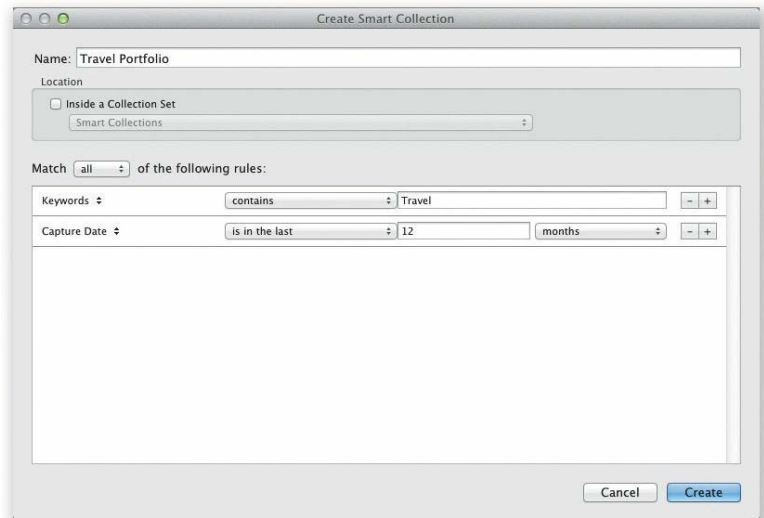 Create Smart Collection
Name: Travel Portfolio
Location
Inside a Collection Set
Smart Collections
Match all of the following rules:
Keywords contains Travel - +
Capture Date is in the last 12 months - +
Cancel Create